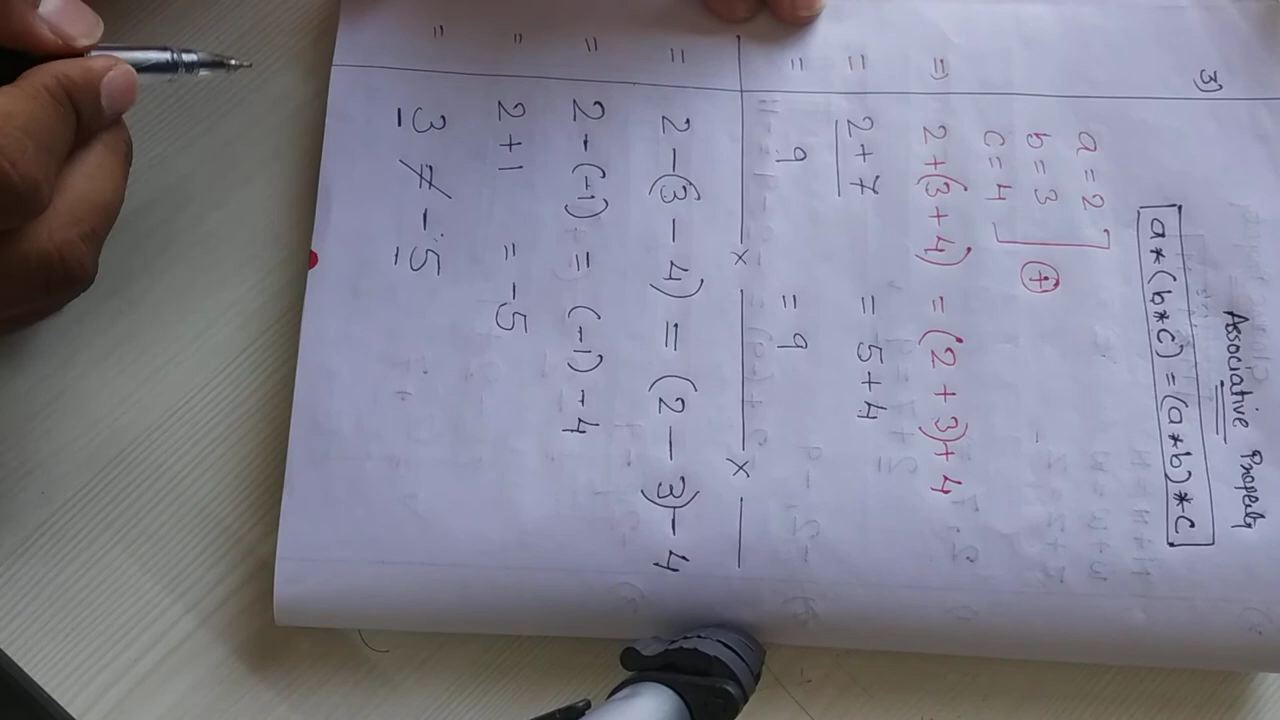 3)
Associative Property
a*(b*c)=(a*b)*c
a = 2
b = 3
c = 4
+
⇒ 2+(3+4) = (2+3)+4
= 2+7 = 5+4
= 9 = 9
× ×
= 2-(3-4) = (2-3)-4
= 2-(-1) = (-1)-4
= 2+1 = -5
= 3 ≠ -5